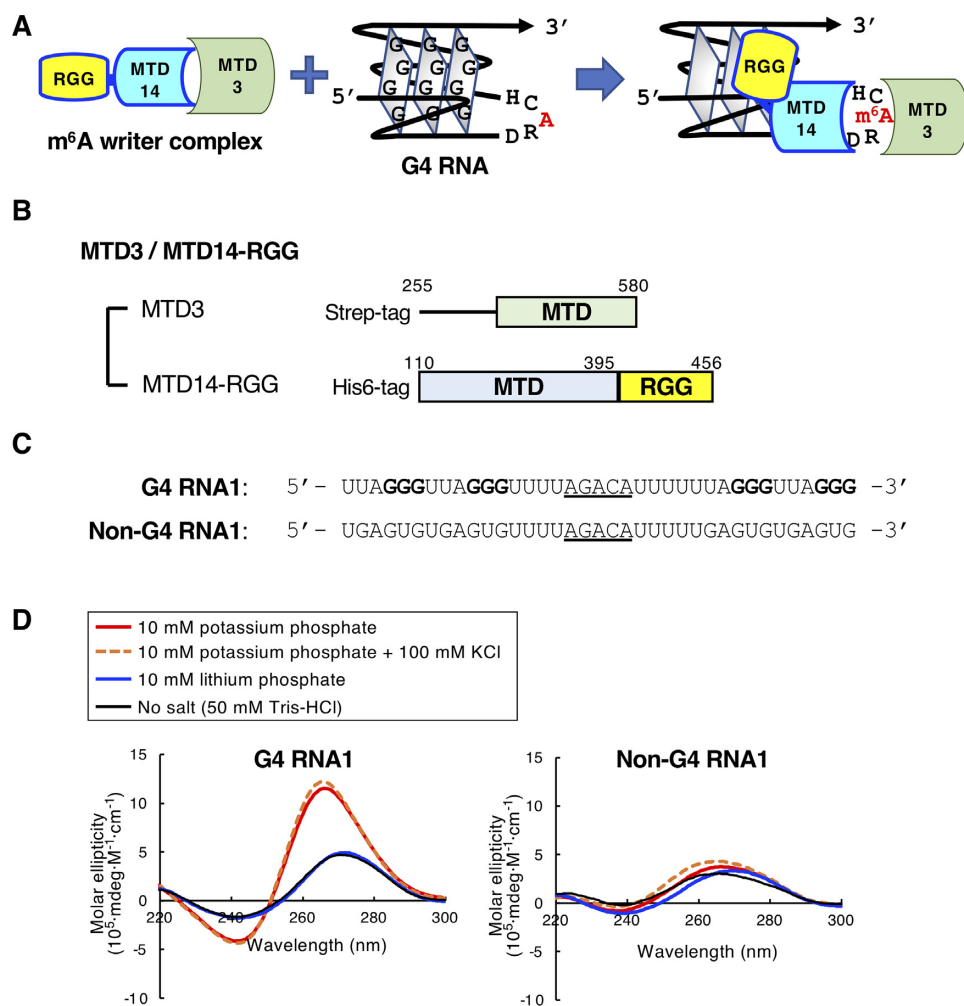 A
RGG
MTD
14
MTD
3
m⁶A writer complex
G G G
G G G
G G G
G G G
5′
3′
H C
A
D R
G4 RNA
3′
5′
RGG
MTD
14
H C
m⁶A
D R
MTD
3
B
MTD3 / MTD14-RGG
MTD3
Strep-tag
255
580
MTD
MTD14-RGG
His6-tag
110
395
456
MTD
RGG
C
G4 RNA1: 5′- UUAGGGUUAGGGUUUUAGACAUUUUUUAGGGUUAGGG -3′
Non-G4 RNA1: 5′- UGAGUGUGAGUGUUUUAGACAUUUUUGAGUGUGAGUG -3′
D
10 mM potassium phosphate
10 mM potassium phosphate + 100 mM KCl
10 mM lithium phosphate
No salt (50 mM Tris-HCl)
G4 RNA1
Molar ellipticity
(10⁵·mdeg·M⁻¹·cm⁻¹)
15
10
5
0
-5
-10
220 240 260 280 300
Wavelength (nm)
Non-G4 RNA1
Molar ellipticity
(10⁵·mdeg·M⁻¹·cm⁻¹)
15
10
5
0
-5
-10
220 240 260 280 300
Wavelength (nm)